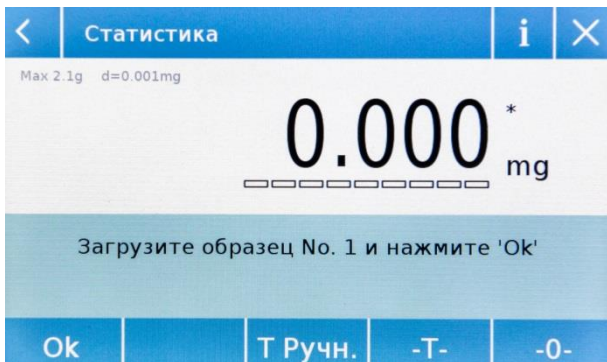 Статистика i
Max 2.1g d=0.001mg
0.000 * mg
Загрузите образец No. 1 и нажмите 'Ok'
Ok Т Ручн. -T- -0-